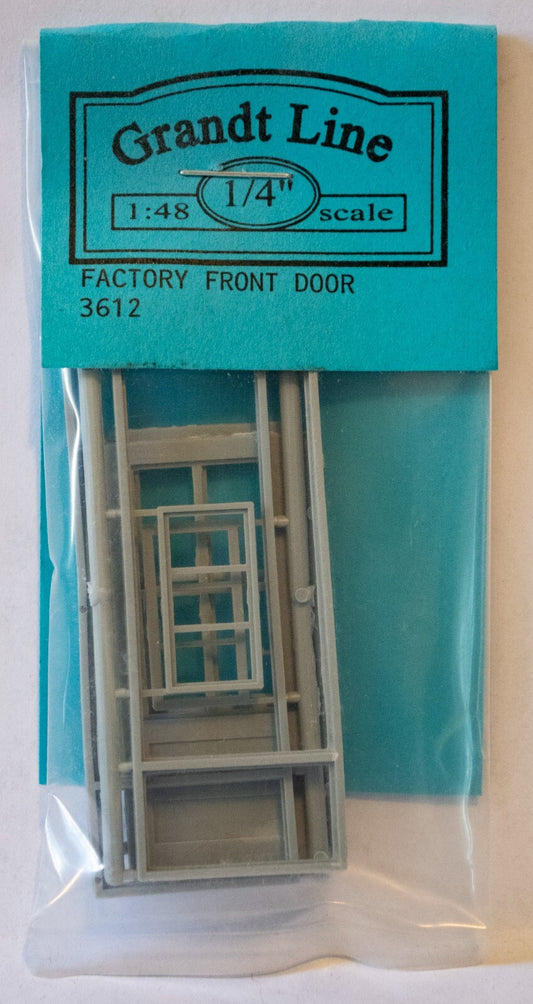 Grandt Line
1/4"
1:48 scale
FACTORY FRONT DOOR
3612